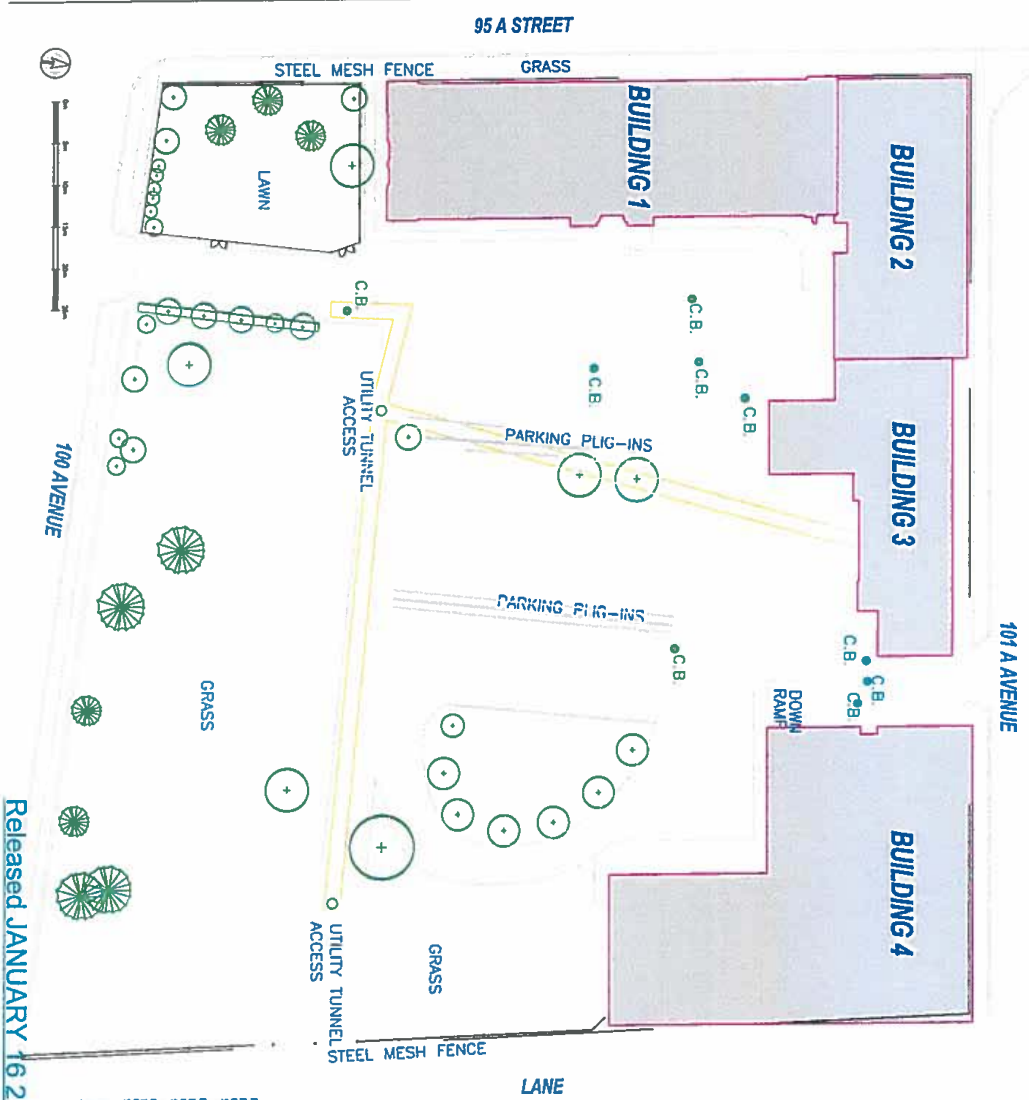 95 A STREET
STEEL MESH FENCE
GRASS
BUILDING 1
BUILDING 2
LAWN
C.B.
C.B.
C.B.
C.B.
C.B.
UTILITY TUNNEL
ACCESS
PARKING PLIG-INS
BUILDING 3
100 AVENUE
PARKING PLIG-INS
101 A AVENUE
C.B.
C.B.
C.B.
C.B.
DOWN
RAMP
GRASS
BUILDING 4
Released JANUARY 16 2
UTILITY TUNNEL
ACCESS
GRASS
STEEL MESH FENCE
LANE